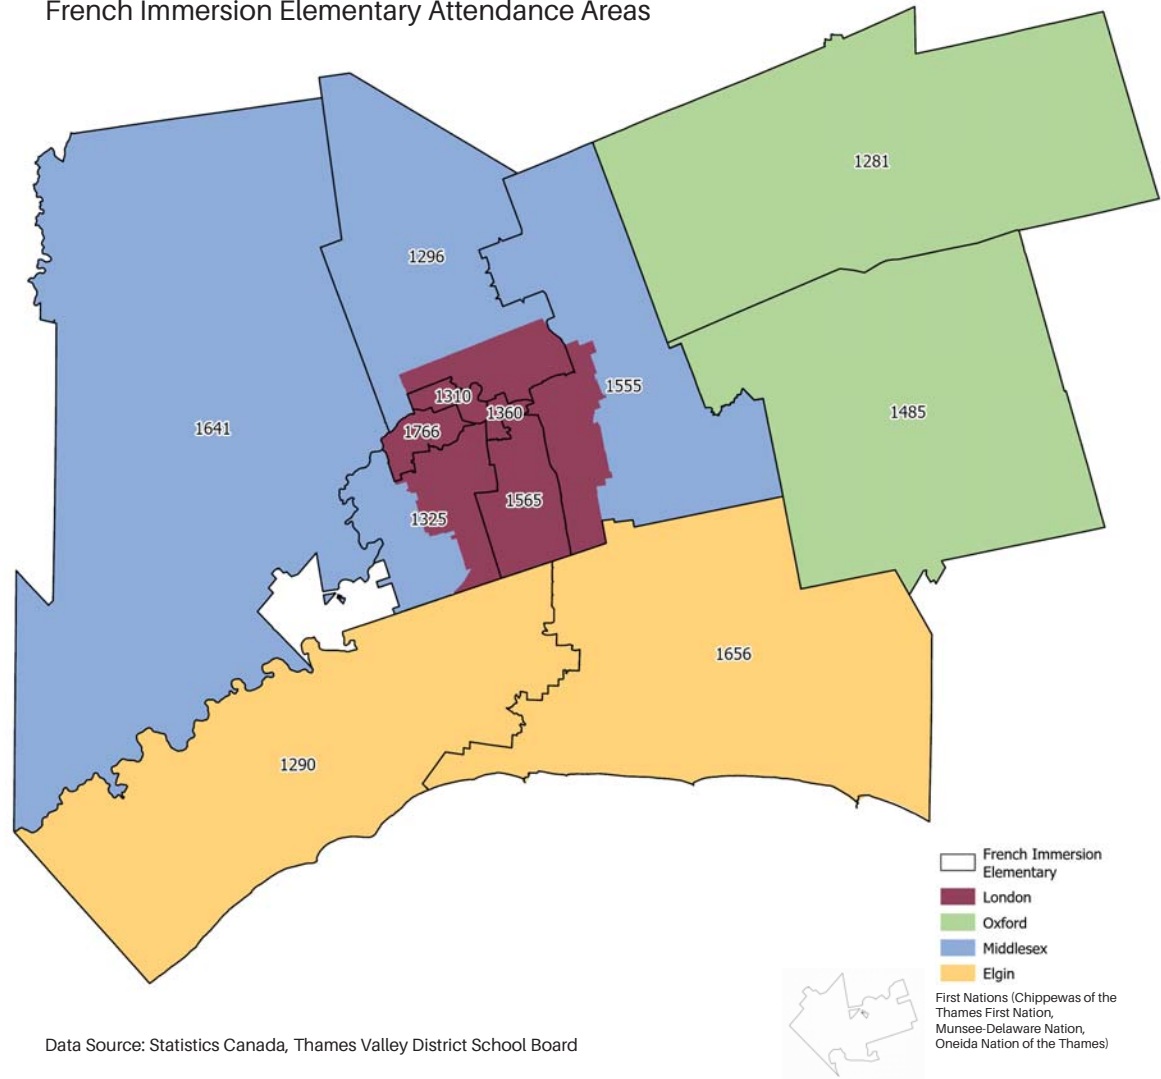 French Immersion Elementary Attendance Areas
1281
1296
1555
1310
1360
1485
1641
1766
1565
1325
1656
1290
French Immersion
Elementary
London
Oxford
Middlesex
Elgin
First Nations (Chippewas of the
Thames First Nation,
Munsee-Delaware Nation,
Oneida Nation of the Thames)
Data Source: Statistics Canada, Thames Valley District School Board